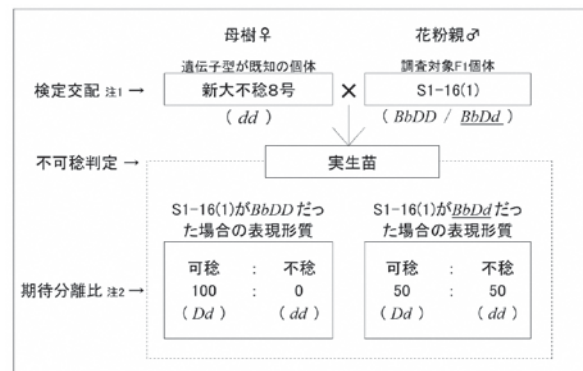 母樹♀ 花粉親♂
遺伝子型が既知の個体 調査対象F1個体
検定交配 注1 → 新大不稔8号 × S1-16(1)
( dd ) ( BbDD / BbDd )
不可稔判定 → 実生苗
S1-16(1)がBbDDだっ S1-16(1)がBbDdだっ
た場合の表現形質 た場合の表現形質
可稔 : 不稔 可稔 : 不稔
期待分離比 注2 → 100 : 0 50 : 50
( Dd ) ( dd ) ( Dd ) ( dd )